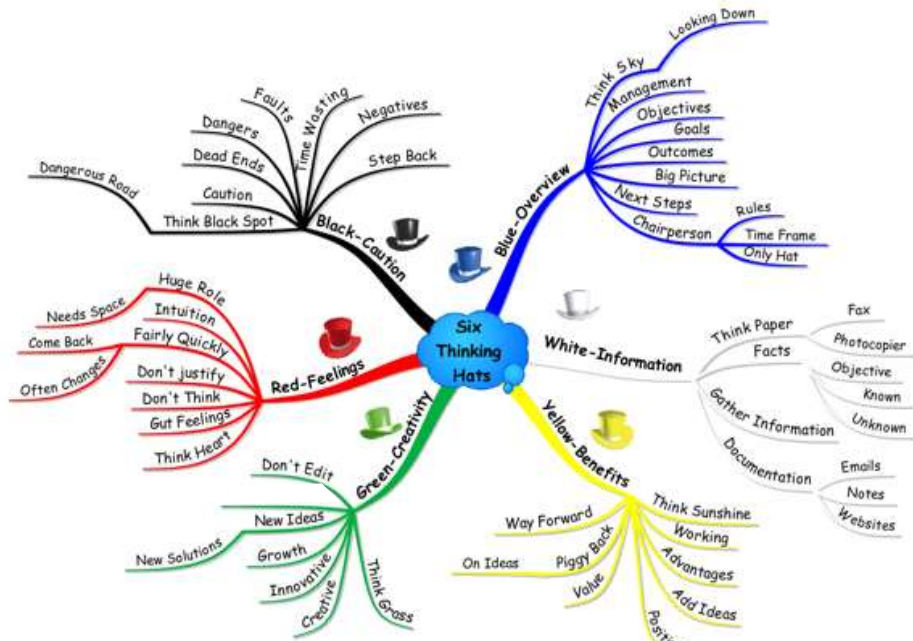 Six
Thinking
Hats
Blue-Overview
Think Sky
Looking Down
Management
Objectives
Goals
Outcomes
Big Picture
Next Steps
Chairperson
Rules
Time Frame
Only Hat
White-Information
Think Paper
Fax
Photocopier
Facts
Objective
Known
Unknown
Gather Information
Documentation
Emails
Notes
Websites
Yellow-Benefits
Think Sunshine
Working
Advantages
Add Ideas
Way Forward
Piggy Back
On Ideas
Value
Green-Creativity
Don't Edit
New Ideas
New Solutions
Growth
Innovative
Creative
Think Grass
Red-Feelings
Huge Role
Needs Space
Intuition
Fairly Quickly
Come Back
Often Changes
Don't justify
Don't Think
Gut Feelings
Think Heart
Black-Caution
Step Back
Negatives
Time Wasting
Faults
Dangers
Dead Ends
Caution
Think Black Spot
Dangerous Road